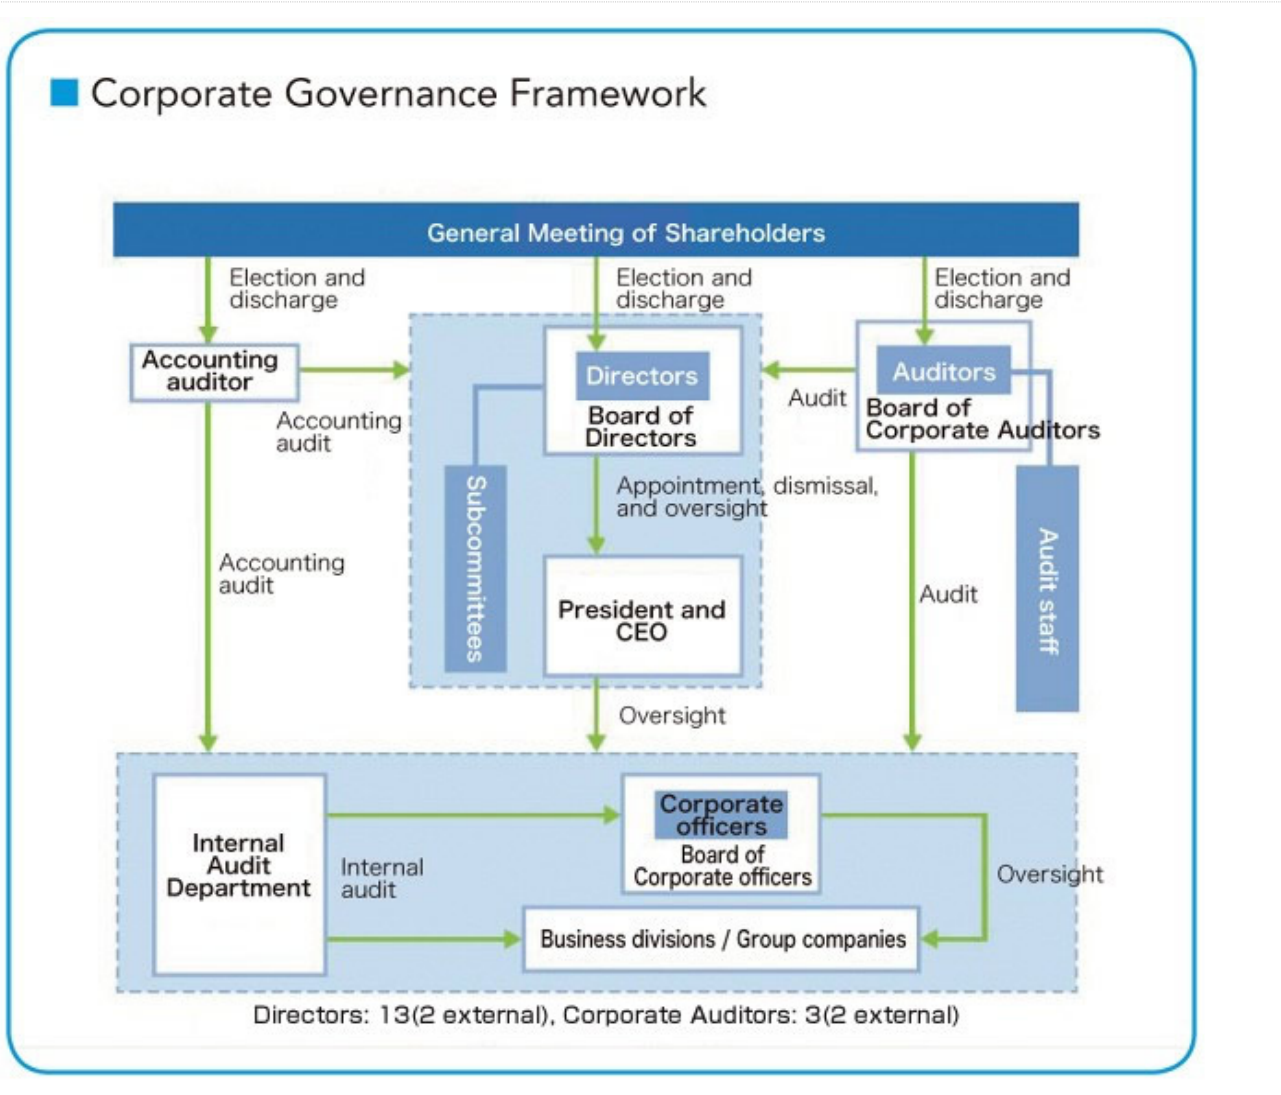 Corporate Governance Framework
General Meeting of Shareholders
Election and
discharge
Election and
discharge
Election and
discharge
Accounting
auditor
Directors
Board of
Directors
Auditors
Board of
Corporate Auditors
Audit
Accounting
audit
Appointment, dismissal,
and oversight
Subcommittees
Audit staff
Accounting
audit
President and
CEO
Audit
Oversight
Internal
Audit
Department
Internal
audit
Corporate
officers
Board of
Corporate officers
Oversight
Business divisions / Group companies
Directors: 13(2 external), Corporate Auditors: 3(2 external)